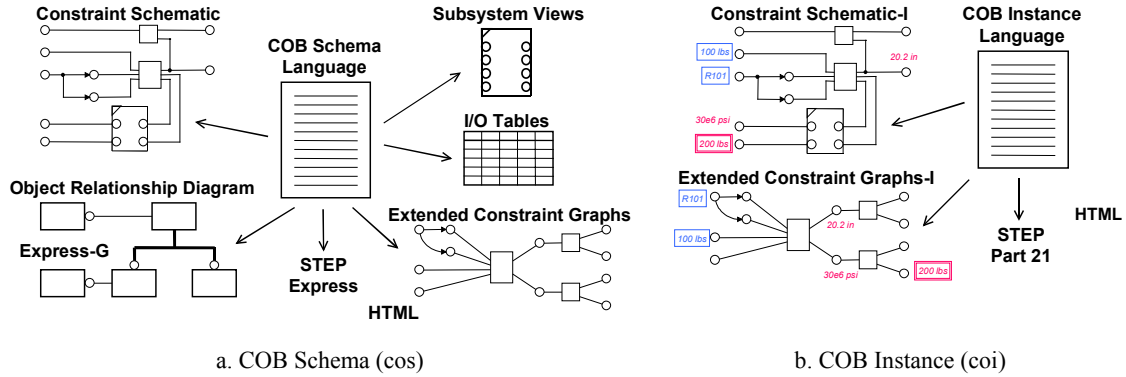 Constraint Schematic
COB Schema
Language
Subsystem Views
I/O Tables
Object Relationship Diagram
Express-G
STEP
Express
HTML
Extended Constraint Graphs
a. COB Schema (cos)
Constraint Schematic-I
100 lbs
R101
20.2 in
30e6 psi
200 lbs
COB Instance
Language
Extended Constraint Graphs-I
R101
100 lbs
20.2 in
30e6 psi
200 lbs
STEP
Part 21
HTML
b. COB Instance (coi)